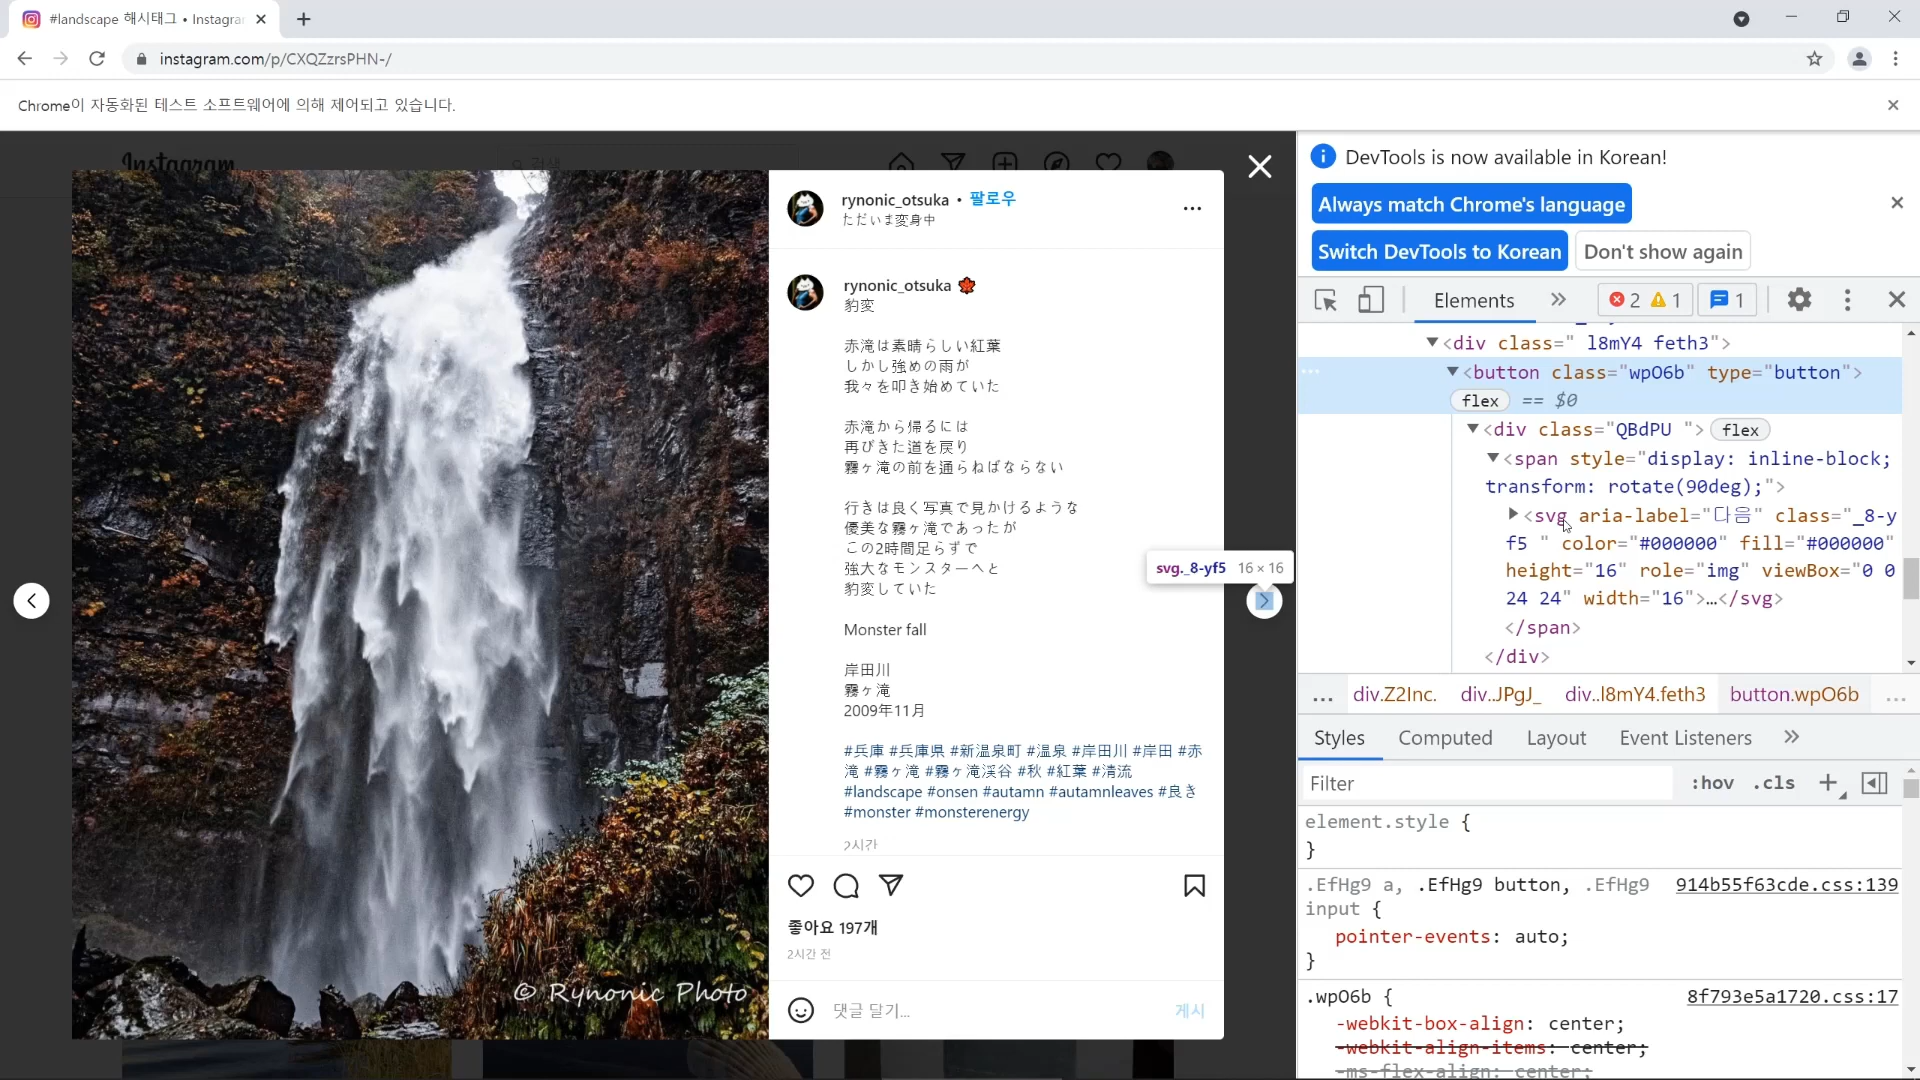 #landscape 해시태그 • Instagra
instagram.com/p/CXQZzrsPHN-/
Chrome이 자동화된 테스트 소프트웨어에 의해 제어되고 있습니다.
Instagram
검색
rynonic_otsuka • 팔로우
ただいま変身中
rynonic_otsuka 🍁
豹変
赤滝は素晴らしい紅葉
しかし強めの雨が
我々を叩き始めていた
赤滝から帰るには
再びきた道を戻り
霧ヶ滝の前を通らねばならない
行きは良く写真で見かけるような
優美な霧ヶ滝であったが
この2時間足らずで
強大なモンスターへと
豹変していた
Monster fall
岸田川
霧ヶ滝
2009年11月
#兵庫 #兵庫県 #新温泉町 #温泉 #岸田川 #岸田 #赤
滝 #霧ヶ滝 #霧ヶ滝渓谷 #秋 #紅葉 #清流
#landscape #onsen #autamn #autamnleaves #良き
#monster #monsterenergy
2시간
좋아요 197개
2시간 전
댓글 달기...
게시
© Rynonic Photo
svg._8-yf5 16 × 16
DevTools is now available in Korean!
Always match Chrome's language
Switch DevTools to Korean
Don't show again
Elements
2
1
1
▼<div class=" l8mY4 feth3">
▼<button class="wpO6b" type="button">
flex == $0
▼<div class="QBdPU "> flex
▼<span style="display: inline-block;
transform: rotate(90deg);">
▶<svg aria-label="다음" class="_8-y
f5 " color="#000000" fill="#000000"
height="16" role="img" viewBox="0 0
24 24" width="16">…</svg>
</span>
</div>
... div.Z2Inc. div..JPgJ_ div..l8mY4.feth3 button.wpO6b ...
Styles Computed Layout Event Listeners
Filter
:hov .cls
element.style {
}
.EfHg9 a, .EfHg9 button, .EfHg9 914b55f63cde.css:139
input {
pointer-events: auto;
}
.wpO6b { 8f793e5a1720.css:17
-webkit-box-align: center;
-webkit-align-items: center;
-ms-flex-align: center;